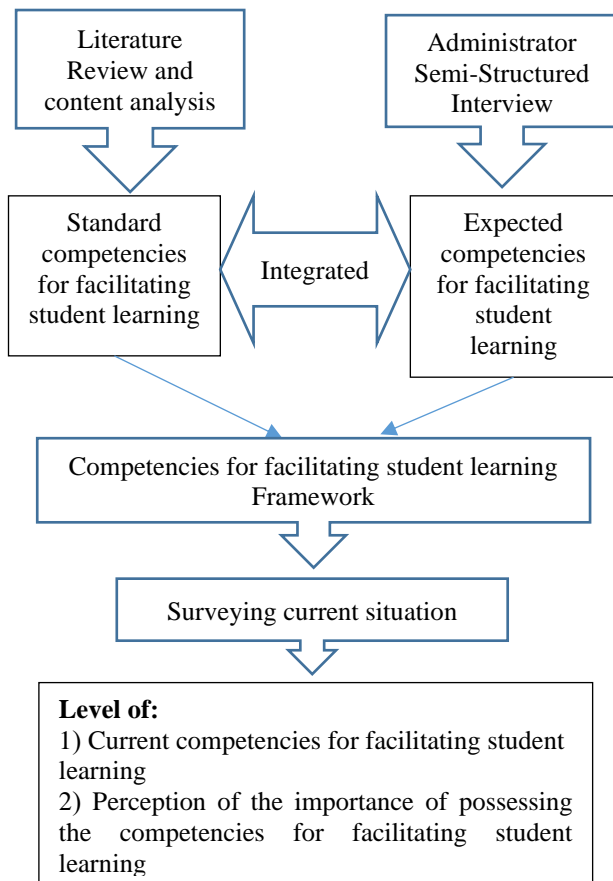 Literature
Review and
content analysis
Administrator
Semi-Structured
Interview
Standard
competencies
for facilitating
student learning
Integrated
Expected
competencies
for facilitating
student
learning
Competencies for facilitating student learning
Framework
Surveying current situation
Level of:
1) Current competencies for facilitating student
learning
2) Perception of the importance of possessing
the competencies for facilitating student
learning